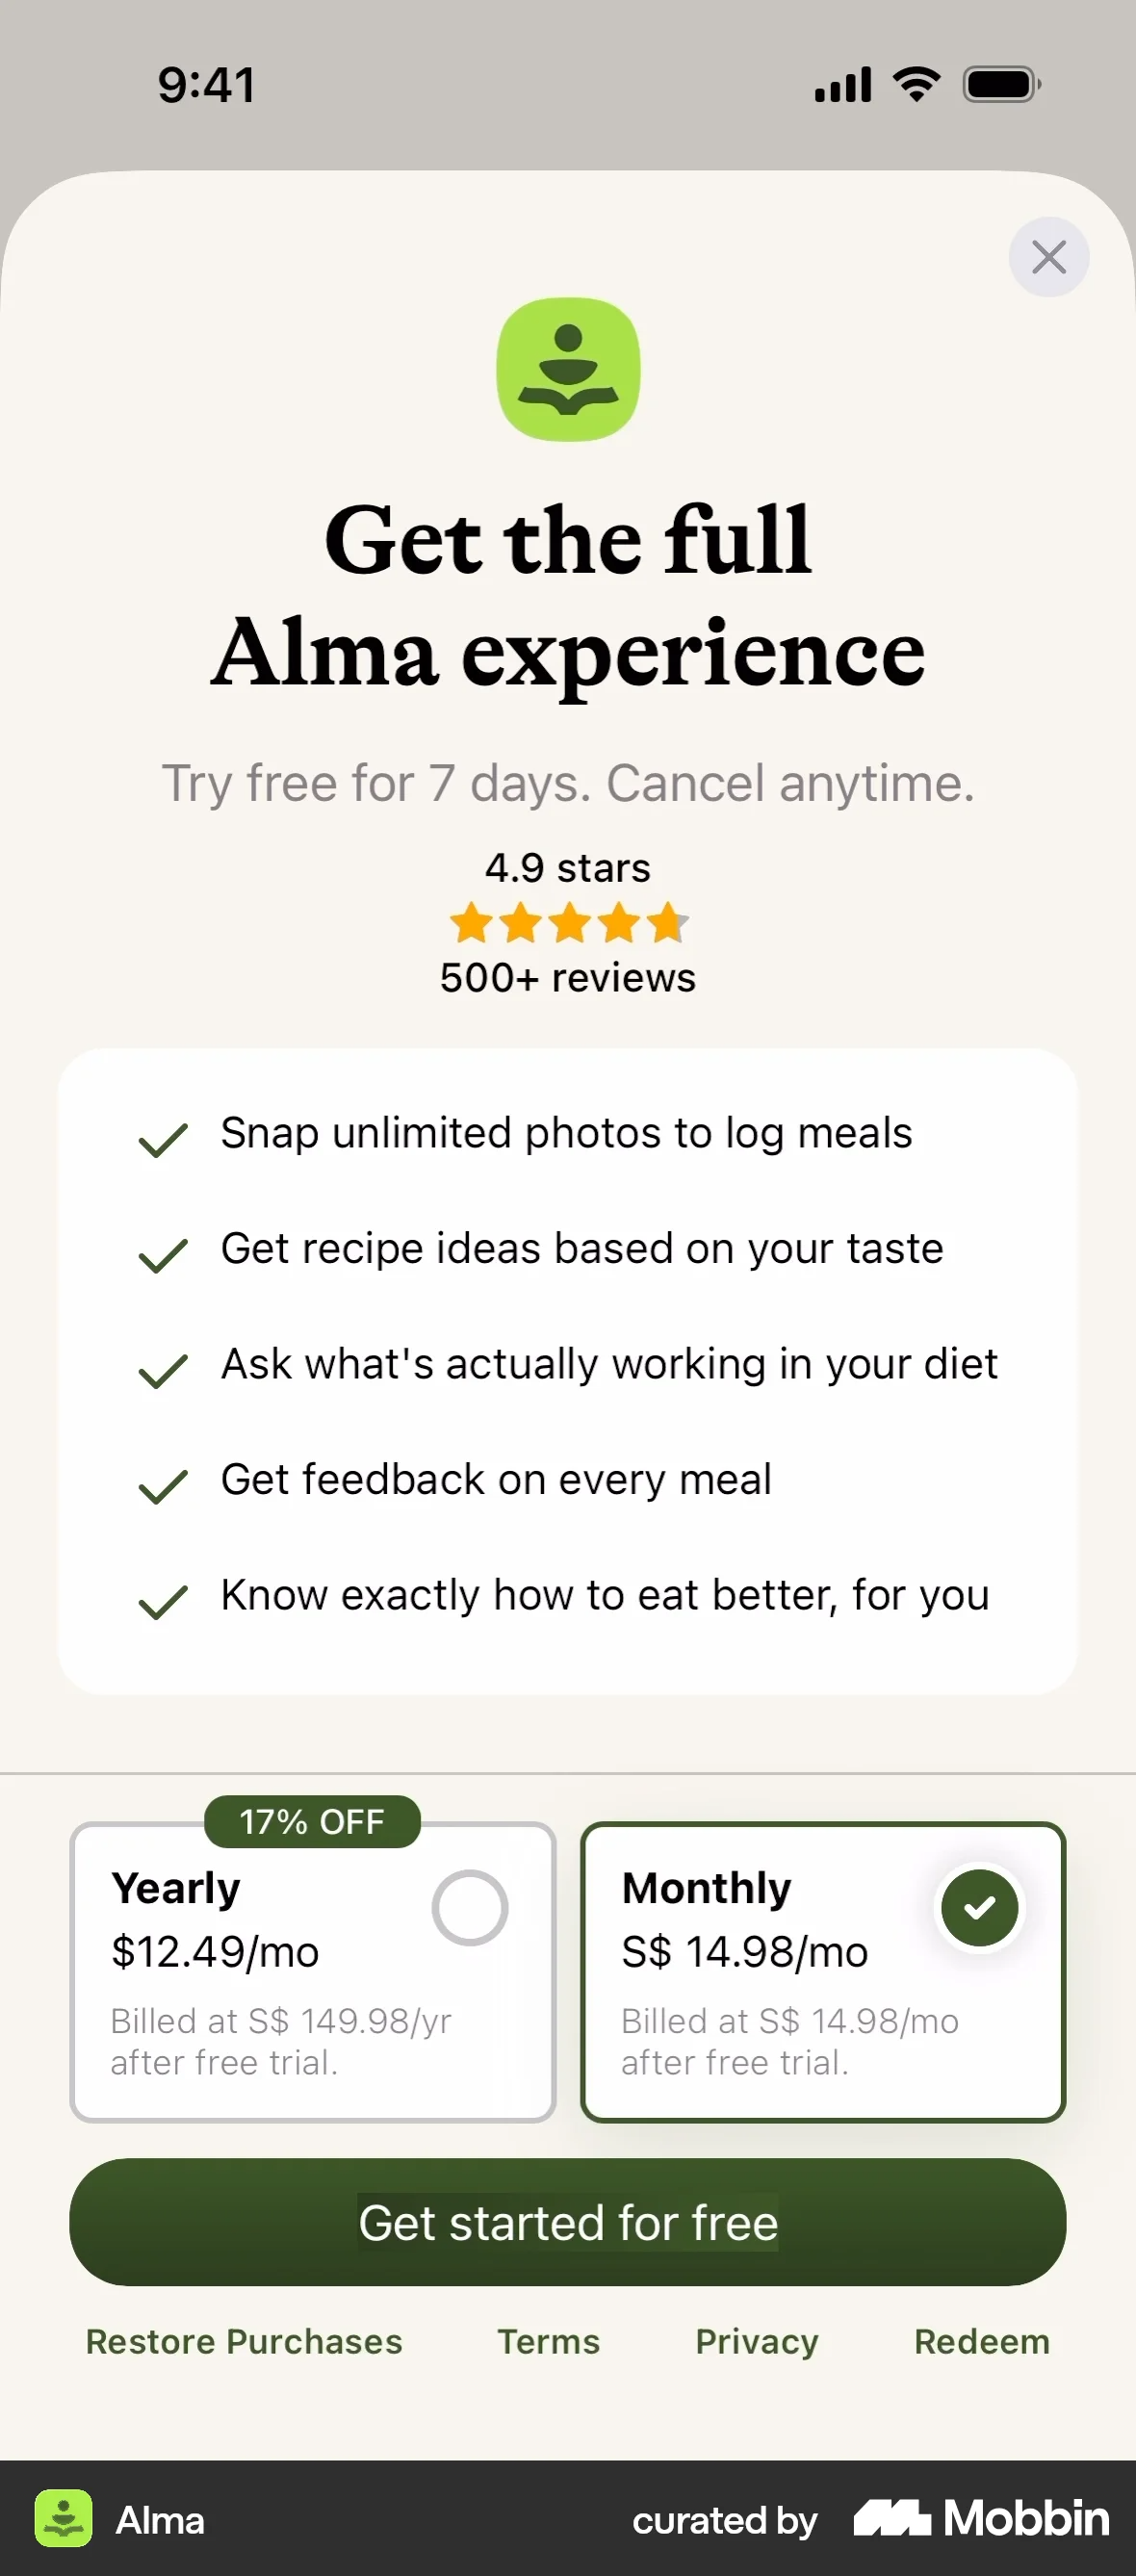 9:41
Get the full
Alma experience
Try free for 7 days. Cancel anytime.
4.9 stars
500+ reviews
Snap unlimited photos to log meals
Get recipe ideas based on your taste
Ask what's actually working in your diet
Get feedback on every meal
Know exactly how to eat better, for you
17% OFF
Yearly
$12.49/mo
Billed at S$ 149.98/yr
after free trial.
Monthly
S$ 14.98/mo
Billed at S$ 14.98/mo
after free trial.
Get started for free
Restore Purchases
Terms
Privacy
Redeem
Alma
curated by
Mobbin